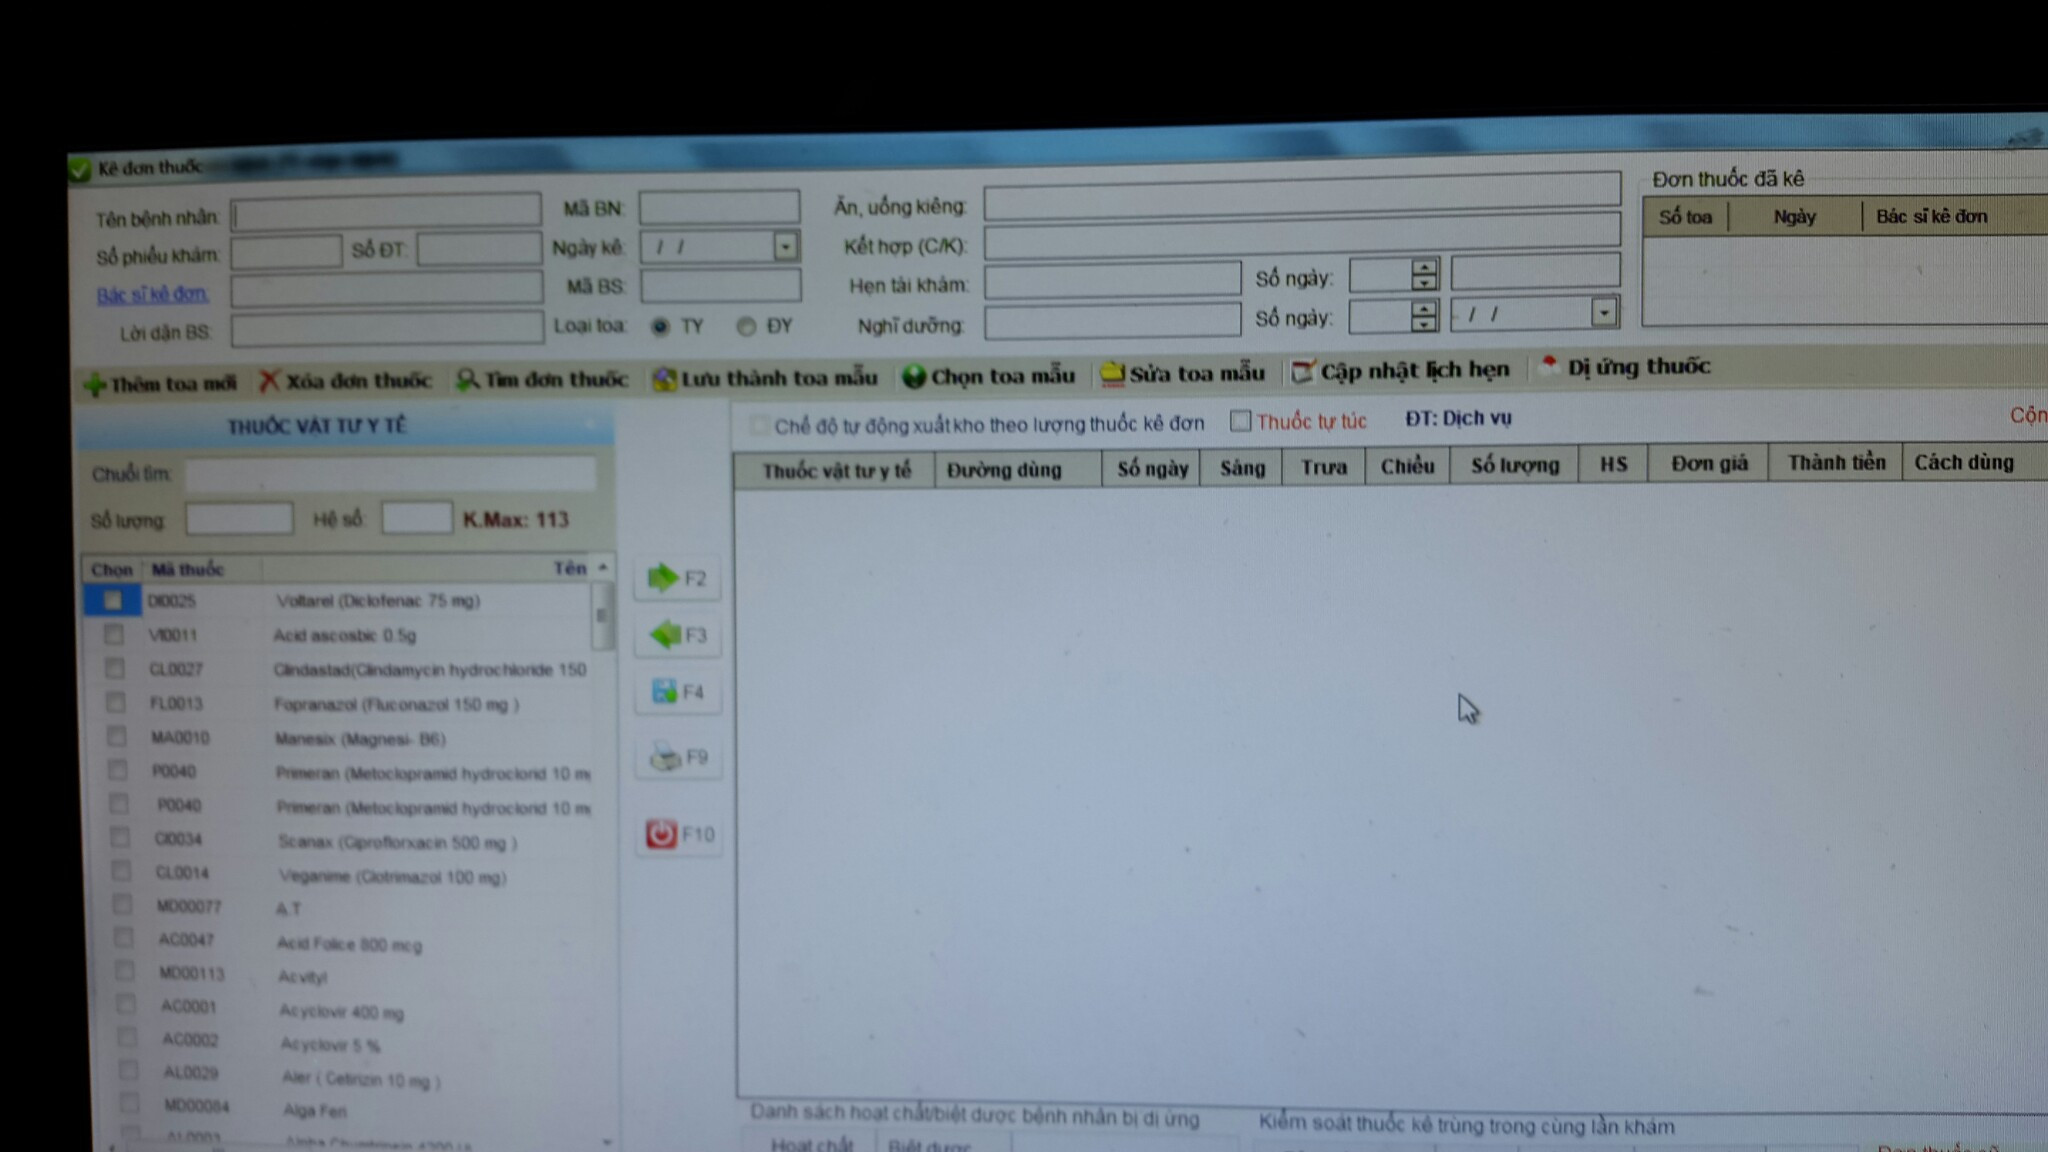 Kê đơn thuốc
Tên bệnh nhân: Mã BN: Ăn, uống kiêng:
Số phiếu khám: Số ĐT: Ngày kê: / / Kết hợp (C/K):
Bác sĩ kê đơn: Mã BS: Hẹn tái khám: Số ngày:
Lời dặn BS: Loại toa: TY ĐY Nghĩ dưỡng: Số ngày: / /
Đơn thuốc đã kê
Số toa Ngày Bác sĩ kê đơn
Thêm toa mới Xóa đơn thuốc Tìm đơn thuốc Lưu thành toa mẫu Chọn toa mẫu Sửa toa mẫu Cập nhật lịch hẹn Dị ứng thuốc
THUỐC VẬT TƯ Y TẾ
Chuỗi tìm:
Số lượng: Hệ số: K.Max: 113
Chọn Mã thuốc Tên
DI0025 Voltarel (Diclofenac 75 mg)
VI0011 Acid ascosbic 0.5g
CL0027 Clindastad(Clindamycin hydrochloride 150
FL0013 Fopranazol (Fluconazol 150 mg )
MA0010 Manesix (Magnesi- B6)
P0040 Primeran (Metoclopramid hydroclorid 10 m
P0040 Primeran (Metoclopramid hydroclorid 10 m
CI0034 Scanax (Ciproflorxacin 500 mg )
CL0014 Veganime (Clotrimazol 100 mg)
MD00077 A.T
AC0047 Acid Folice 800 mcg
MD00113 Acvityl
AC0001 Acyclovir 400 mg
AC0002 Acyclovir 5 %
AL0029 Aler ( Cetirizin 10 mg )
MD00084 Alga Feri
F2
F3
F4
F9
F10
Chế độ tự động xuất kho theo lượng thuốc kê đơn Thuốc tự túc ĐT: Dịch vụ
Thuốc vật tư y tế Đường dùng Số ngày Sáng Trưa Chiều Số lượng HS Đơn giá Thành tiền Cách dùng
Danh sách hoạt chất/biệt dược bệnh nhân bị dị ứng Kiểm soát thuốc kê trùng trong cùng lần khám
Hoạt chất Biệt dược